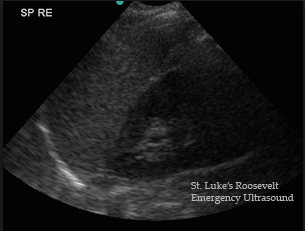 SP RE
St. Luke's Roosevelt
Emergency Ultrasound